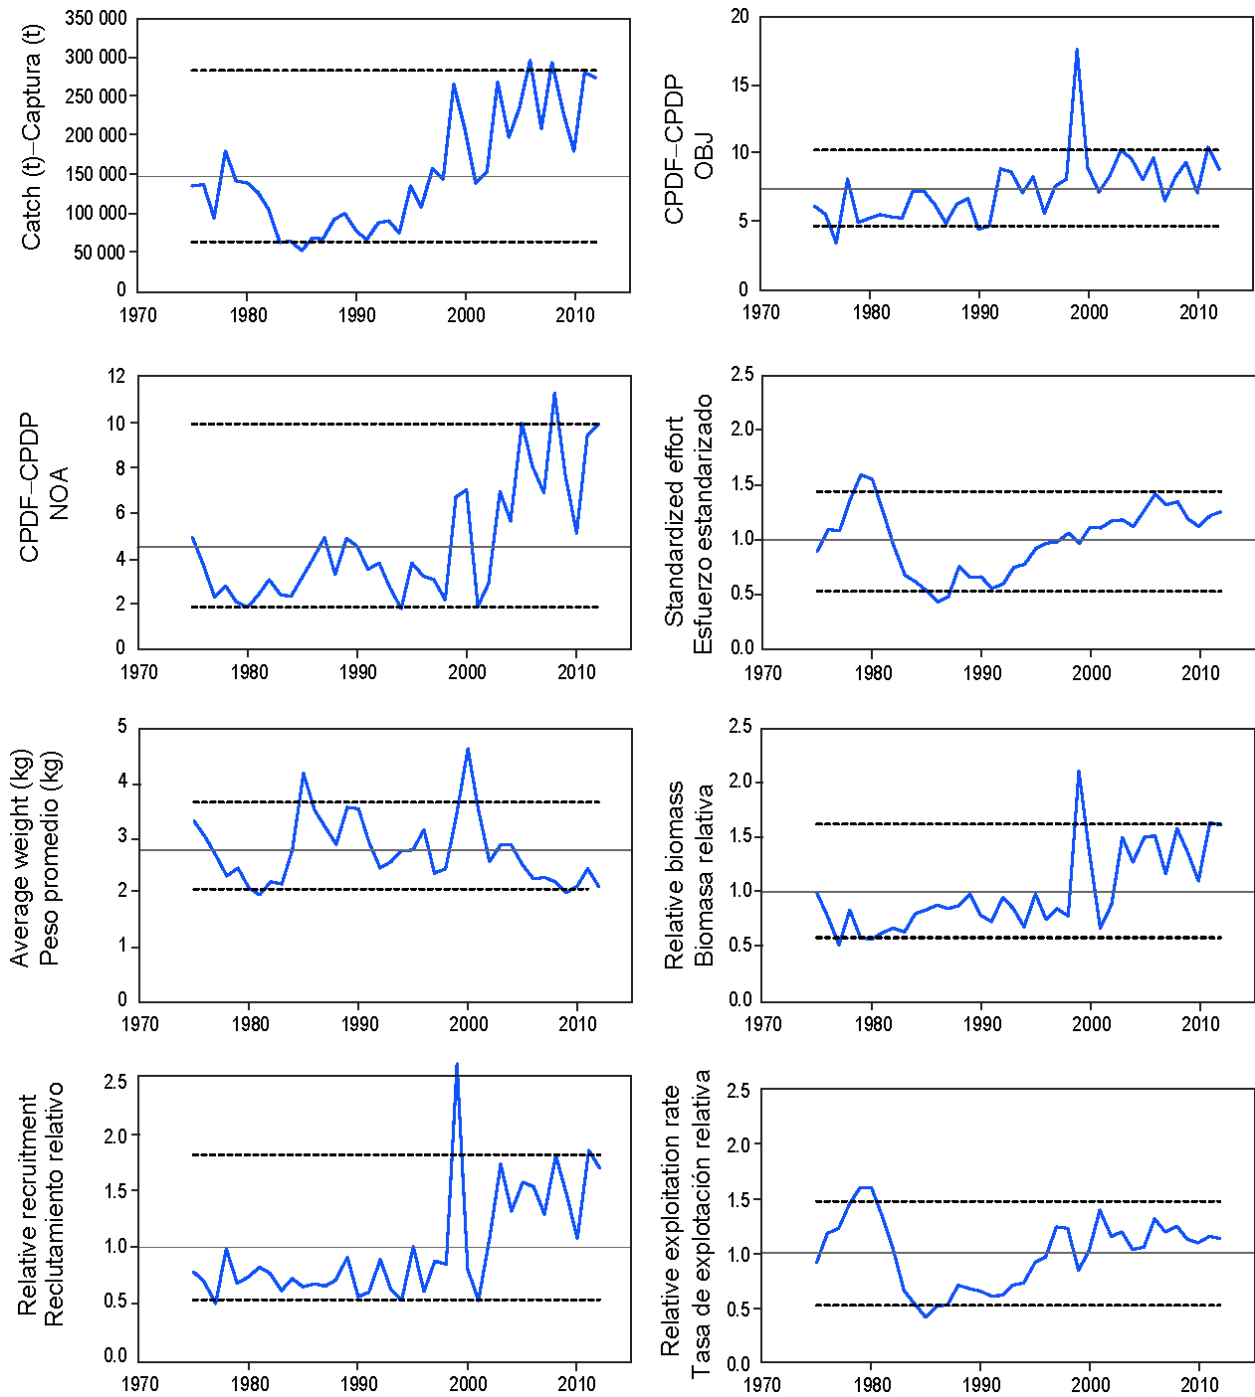 Catch (t)–Captura (t)
350 000
300 000
250 000
200 000
150 000
100 000
50 000
0
1970 1980 1990 2000 2010
CPDF–CPDP
OBJ
20
15
10
5
0
1970 1980 1990 2000 2010
CPDF–CPDP
NOA
12
10
8
6
4
2
0
1970 1980 1990 2000 2010
Standardized effort
Esfuerzo estandarizado
2.5
2.0
1.5
1.0
0.5
0.0
1970 1980 1990 2000 2010
Average weight (kg)
Peso promedio (kg)
5
4
3
2
1
0
1970 1980 1990 2000 2010
Relative biomass
Biomasa relativa
2.5
2.0
1.5
1.0
0.5
0.0
1970 1980 1990 2000 2010
Relative recruitment
Reclutamiento relativo
2.5
2.0
1.5
1.0
0.5
0.0
1970 1980 1990 2000 2010
Relative exploitation rate
Tasa de explotación relativa
2.5
2.0
1.5
1.0
0.5
0.0
1970 1980 1990 2000 2010